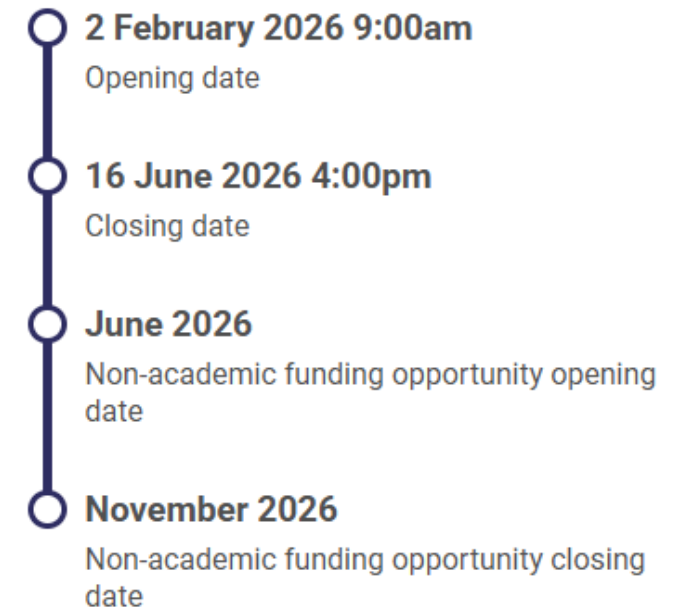 2 February 2026 9:00am
Opening date
16 June 2026 4:00pm
Closing date
June 2026
Non-academic funding opportunity opening
date
November 2026
Non-academic funding opportunity closing
date